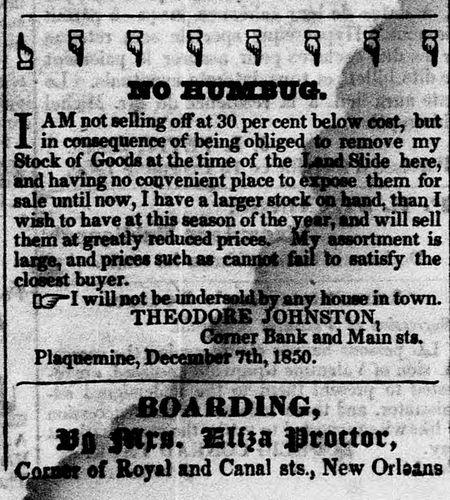 NO HUMBUG.
I AM not selling off at 30 per cent below cost, but
in consequence of being obliged to remove my
Stock of Goods at the time of the Land Slide here,
and having no convenient place to expose them for
sale until now, I have a larger stock on hand, than I
wish to have at this season of the year, and will sell
them at greatly reduced prices. My assortment is
large, and prices such as cannot fail to satisfy the
closest buyer.
☞I will not be undersold by any house in town.
THEODORE JOHNSTON,
Corner Bank and Main sts.
Plaquemine, December 7th, 1850.
BOARDING,
By Mrs. Eliza Proctor,
Corner of Royal and Canal sts., New Orleans